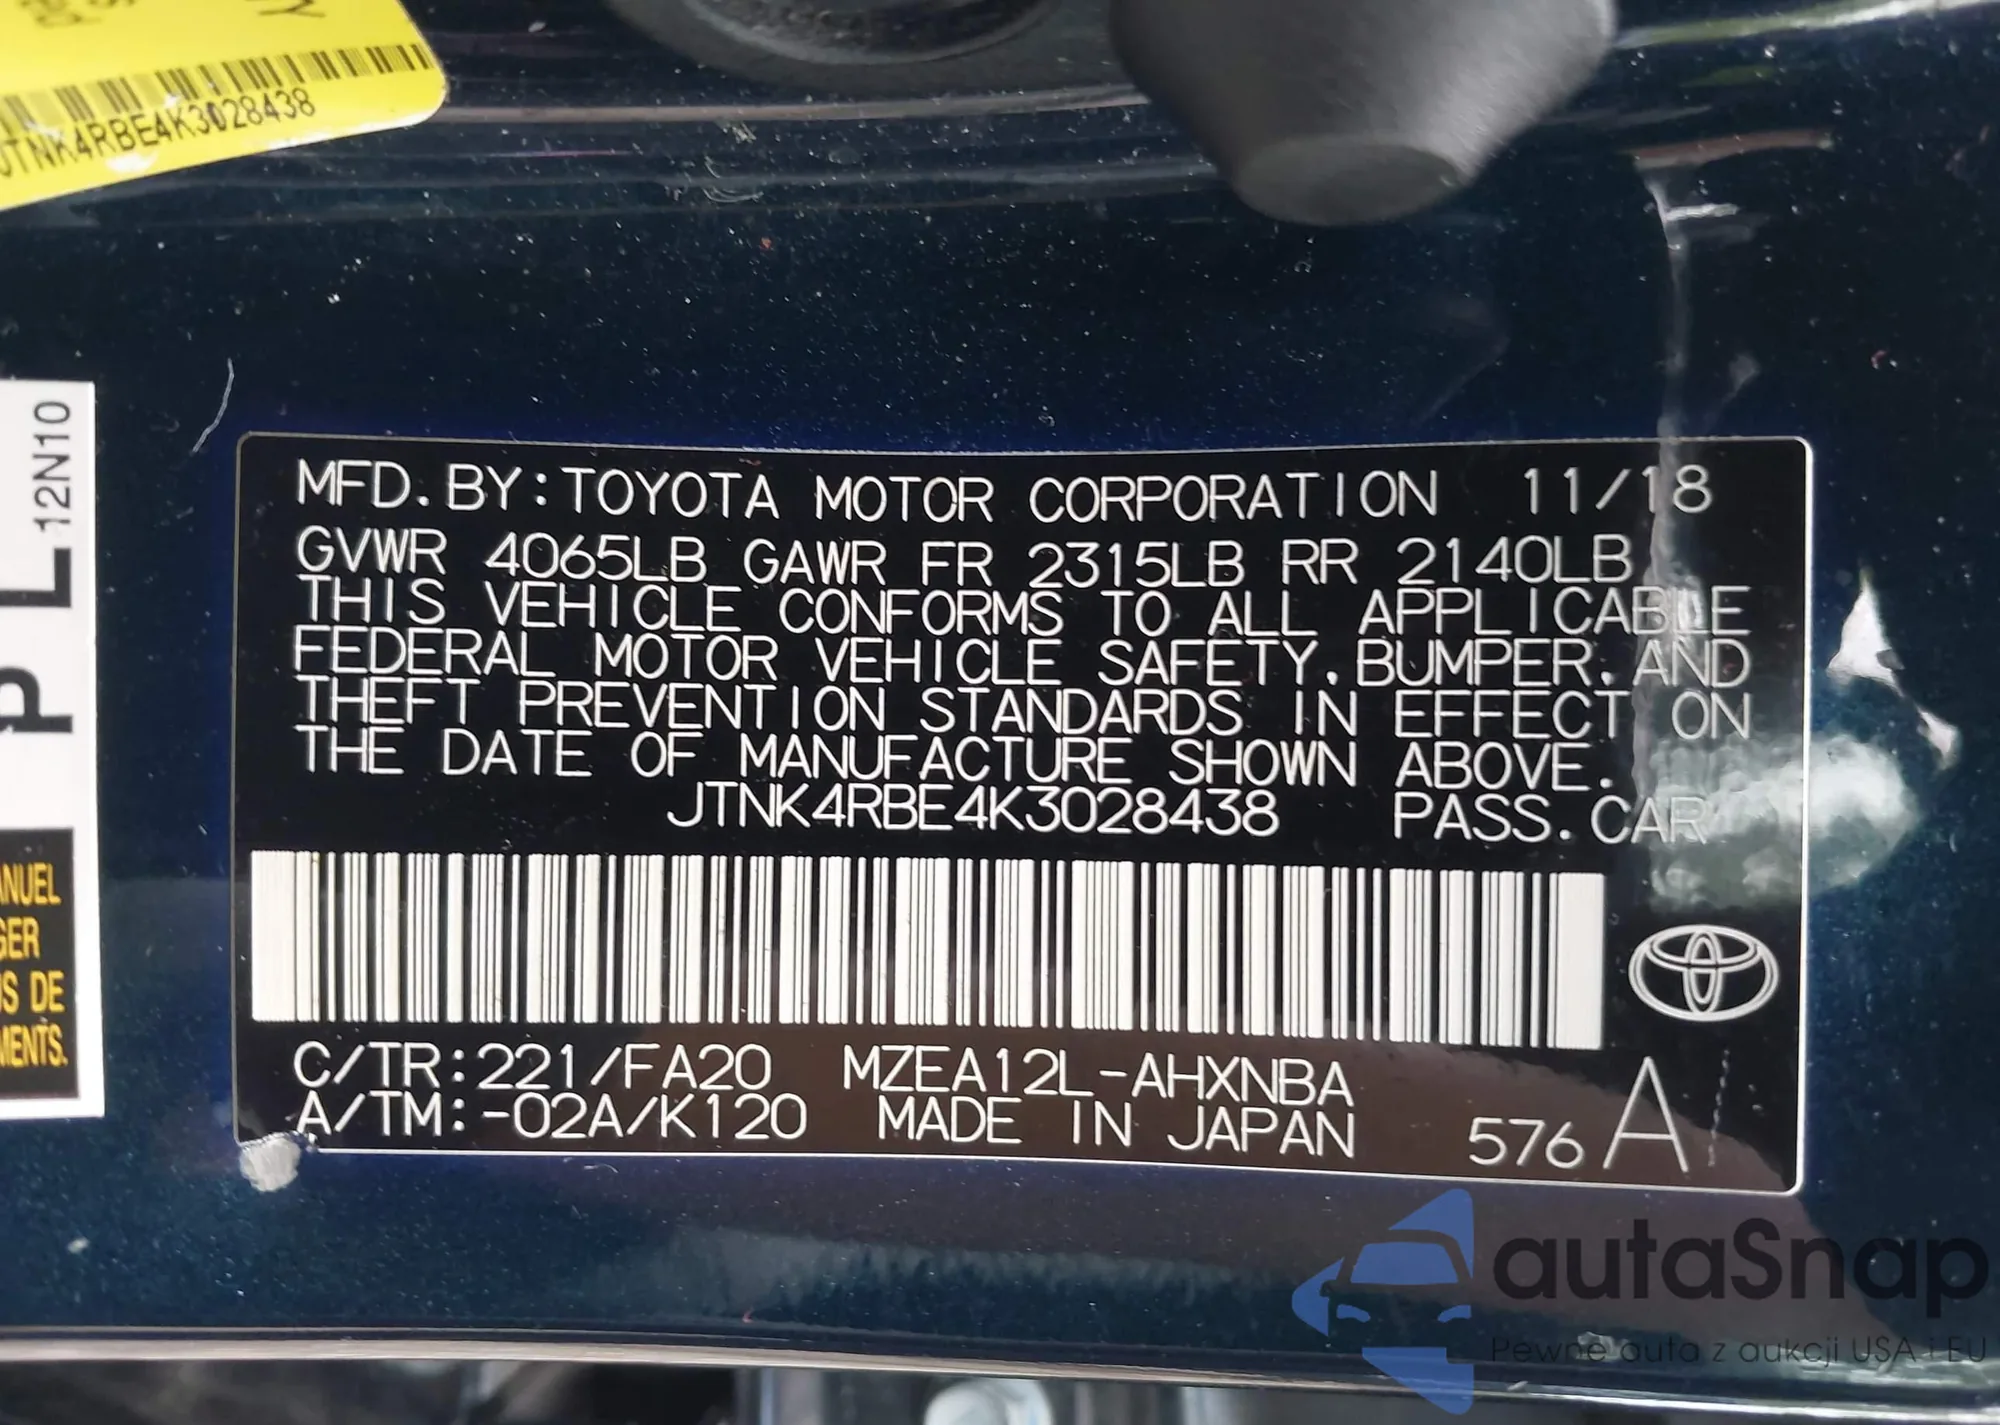 JTNK4RBE4K3028438
12N10
P L
ANUEL
GER
US DE
MENTS.
MFD. BY: TOYOTA MOTOR CORPORATION 11/18
GVWR 4065LB GAWR FR 2315LB RR 2140LB
THIS VEHICLE CONFORMS TO ALL APPLICABLE
FEDERAL MOTOR VEHICLE SAFETY, BUMPER, AND
THEFT PREVENTION STANDARDS IN EFFECT ON
THE DATE OF MANUFACTURE SHOWN ABOVE.
JTNK4RBE4K3028438 PASS. CAR
C/TR: 221/FA20 MZEA12L-AHXNBA
A/TM: -02A/K120 MADE IN JAPAN 576 A
autaSnap
Pewne auta z aukcji USA i EU